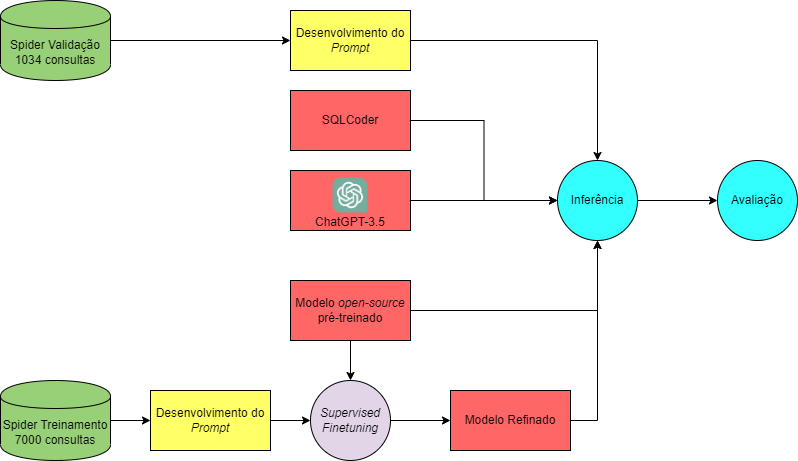 Spider Validação
1034 consultas
Desenvolvimento do
Prompt
SQLCoder
ChatGPT-3.5
Inferência
Avaliação
Modelo open-source
pré-treinado
Spider Treinamento
7000 consultas
Desenvolvimento do
Prompt
Supervised
Finetuning
Modelo Refinado